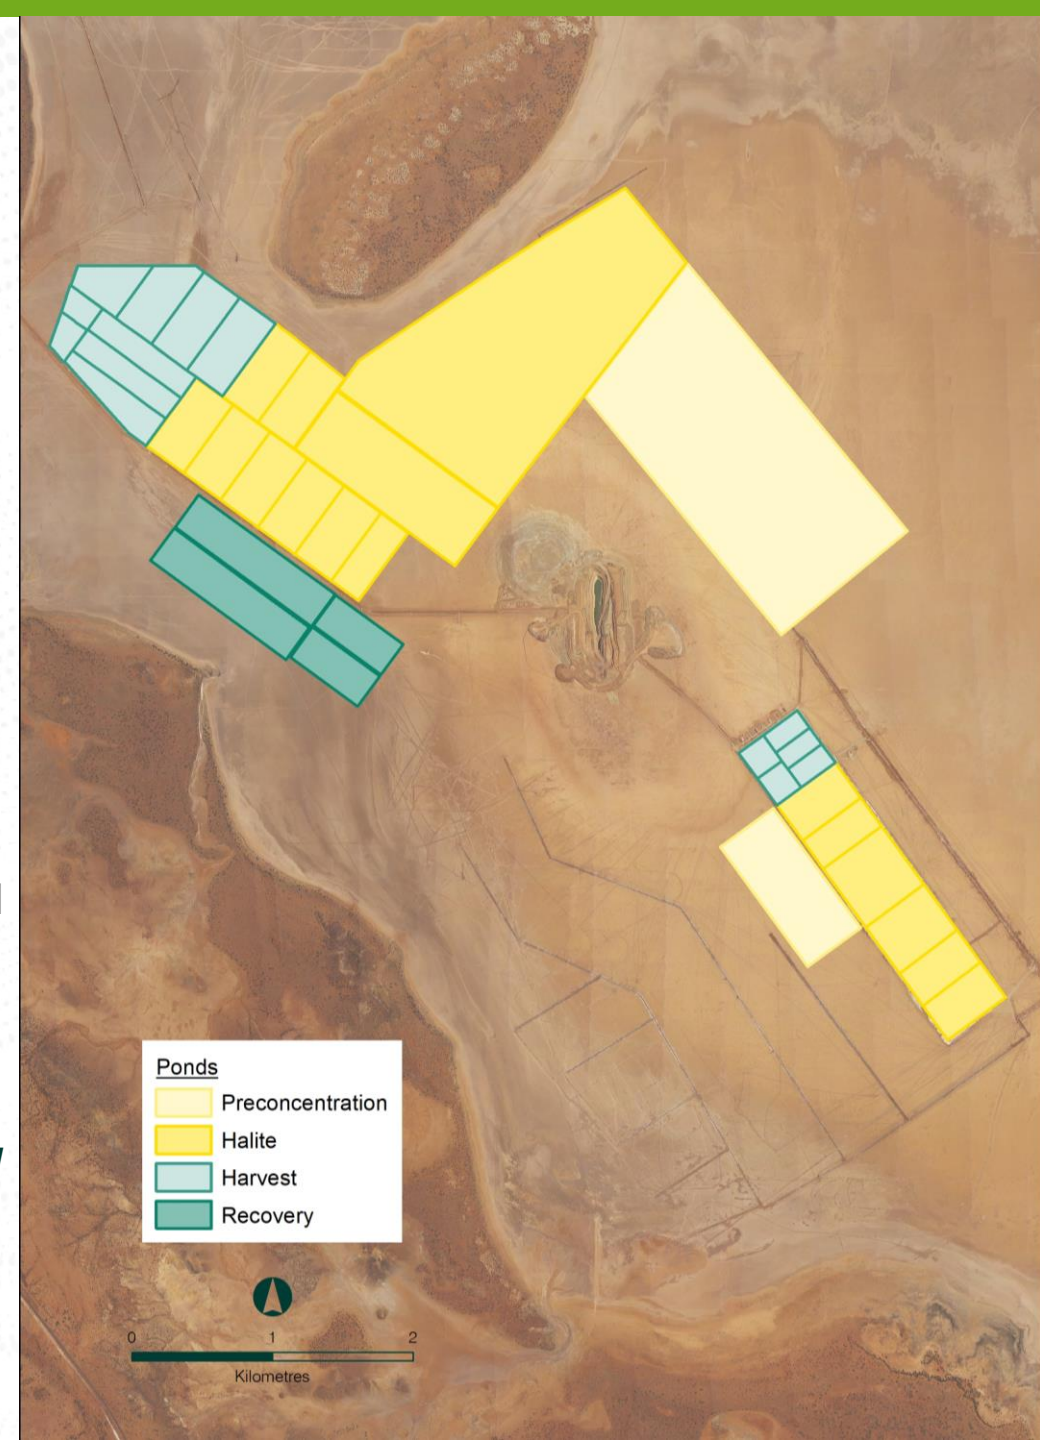 Ponds
Preconcentration
Halite
Harvest
Recovery
0 1 2
Kilometres